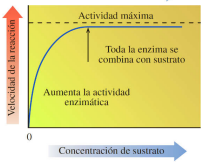 Actividad máxima
Toda la enzima se
combina con sustrato
Aumenta la actividad
enzimática
Velocidad de la reacción
0
Concentración de sustrato